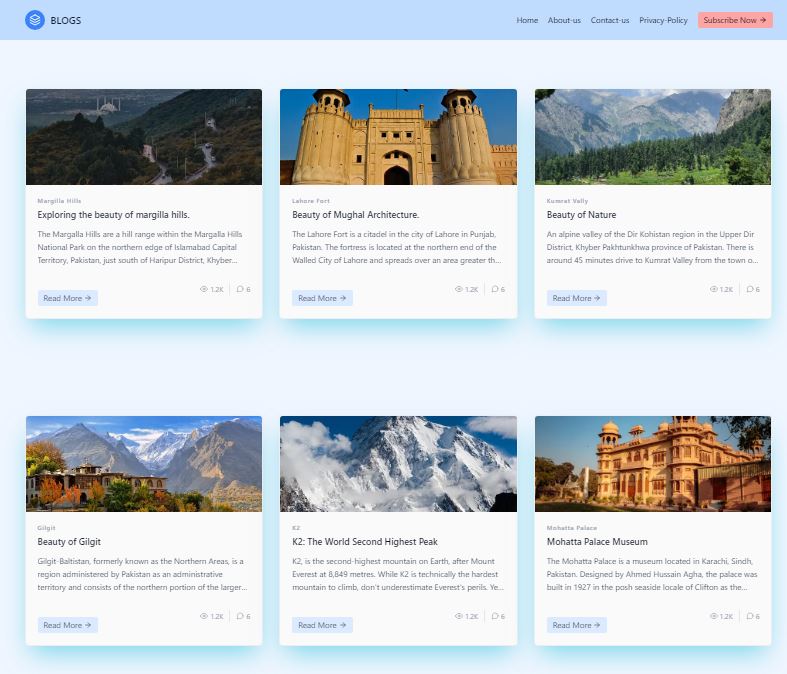 BLOGS
Home About-us Contact-us Privacy-Policy Subscribe Now →
Margilla Hills
Exploring the beauty of margilla hills.
The Margalla Hills are a hill range within the Margalla Hills
National Park on the northern edge of Islamabad Capital
Territory, Pakistan, just south of Haripur District, Khyber...
Read More →
1.2K
6
Lahore Fort
Beauty of Mughal Architecture.
The Lahore Fort is a citadel in the city of Lahore in Punjab,
Pakistan. The fortress is located at the northern end of the
Walled City of Lahore and spreads over an area greater th...
Read More →
1.2K
6
Kumrat Vally
Beauty of Nature
An alpine valley of the Dir Kohistan region in the Upper Dir
District, Khyber Pakhtunkhwa province of Pakistan. There is
around 45 minutes drive to Kumrat Valley from the town o...
Read More →
1.2K
6
Gilgit
Beauty of Gilgit
Gilgit-Baltistan, formerly known as the Northern Areas, is a
region administered by Pakistan as an administrative
territory and consists of the northern portion of the larger...
Read More →
1.2K
6
K2
K2: The World Second Highest Peak
K2, is the second-highest mountain on Earth, after Mount
Everest at 8,849 metres. While K2 is technically the hardest
mountain to climb, don't underestimate Everest's perils. Ye...
Read More →
1.2K
6
Mohatta Palace
Mohatta Palace Museum
The Mohatta Palace is a museum located in Karachi, Sindh,
Pakistan. Designed by Ahmed Hussain Agha, the palace was
built in 1927 in the posh seaside locale of Clifton as the...
Read More →
1.2K
6